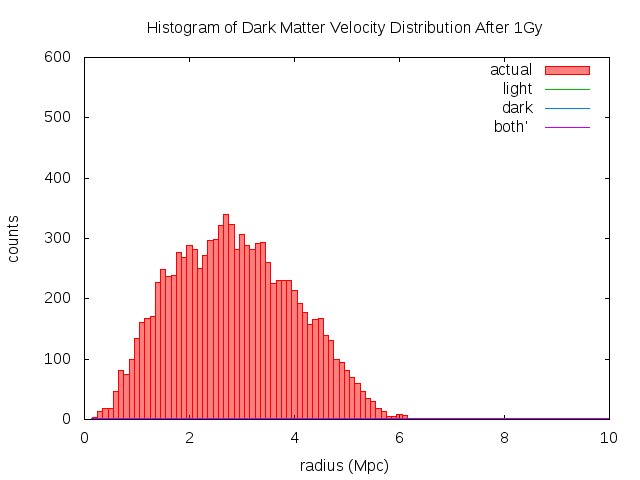 Histogram of Dark Matter Velocity Distribution After 1Gy
600
500
400
300
200
100
0
counts
actual
light
dark
both'
0 2 4 6 8 10
radius (Mpc)